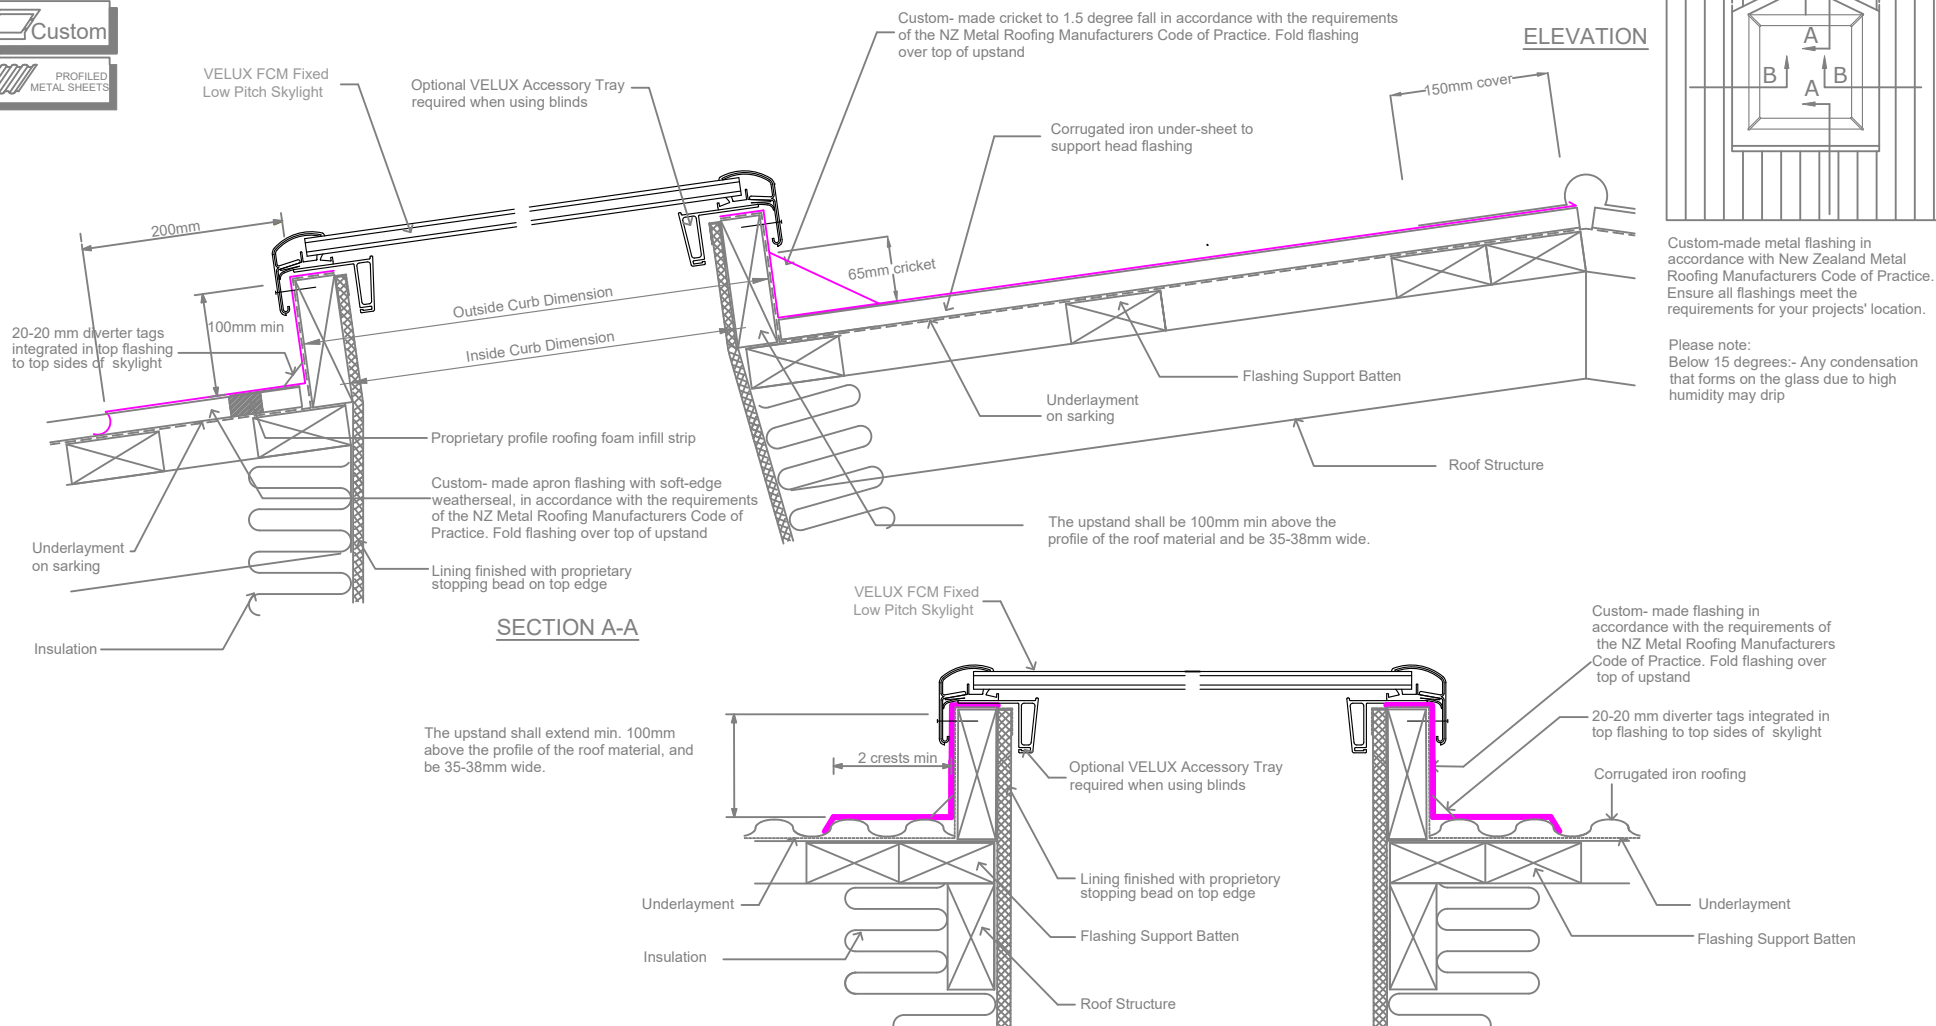 Custom
PROFILED
METAL SHEETS
VELUX FCM Fixed
Low Pitch Skylight
Optional VELUX Accessory Tray
required when using blinds
Custom- made cricket to 1.5 degree fall in accordance with the requirements
of the NZ Metal Roofing Manufacturers Code of Practice. Fold flashing
over top of upstand
ELEVATION
A
B
B
A
150mm cover
Corrugated iron under-sheet to
support head flashing
200mm
65mm cricket
Outside Curb Dimension
Inside Curb Dimension
100mm min
20-20 mm diverter tags
integrated in top flashing
to top sides of skylight
Custom-made metal flashing in
accordance with New Zealand Metal
Roofing Manufacturers Code of Practice.
Ensure all flashings meet the
requirements for your projects' location.
Please note:
Below 15 degrees:- Any condensation
that forms on the glass due to high
humidity may drip
Flashing Support Batten
Underlayment
on sarking
Roof Structure
Proprietary profile roofing foam infill strip
Custom- made apron flashing with soft-edge
weatherseal, in accordance with the requirements
of the NZ Metal Roofing Manufacturers Code of
Practice. Fold flashing over top of upstand
The upstand shall be 100mm min above the
profile of the roof material and be 35-38mm wide.
Underlayment
on sarking
Lining finished with proprietary
stopping bead on top edge
Insulation
SECTION A-A
VELUX FCM Fixed
Low Pitch Skylight
Custom- made flashing in
accordance with the requirements of
the NZ Metal Roofing Manufacturers
Code of Practice. Fold flashing over
top of upstand
20-20 mm diverter tags integrated in
top flashing to top sides of skylight
Corrugated iron roofing
The upstand shall extend min. 100mm
above the profile of the roof material, and
be 35-38mm wide.
2 crests min
Optional VELUX Accessory Tray
required when using blinds
Lining finished with proprietory
stopping bead on top edge
Underlayment
Underlayment
Flashing Support Batten
Flashing Support Batten
Insulation
Roof Structure